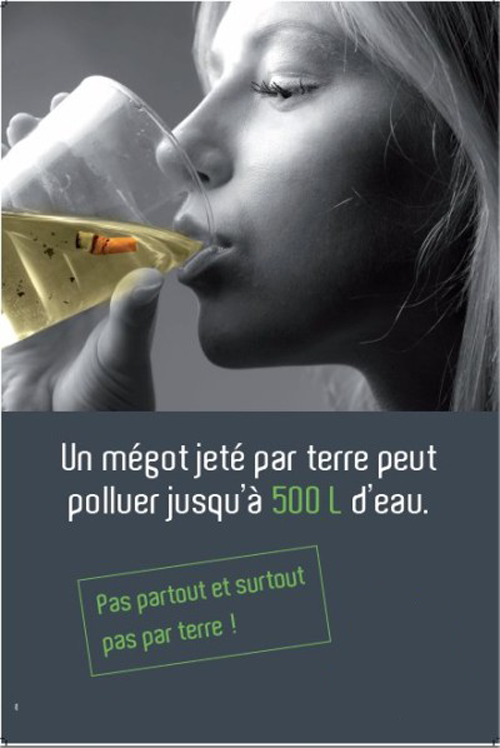 Un mégot jeté par terre peut
polluer jusqu'à 500 L d'eau.
Pas partout et surtout
pas par terre !